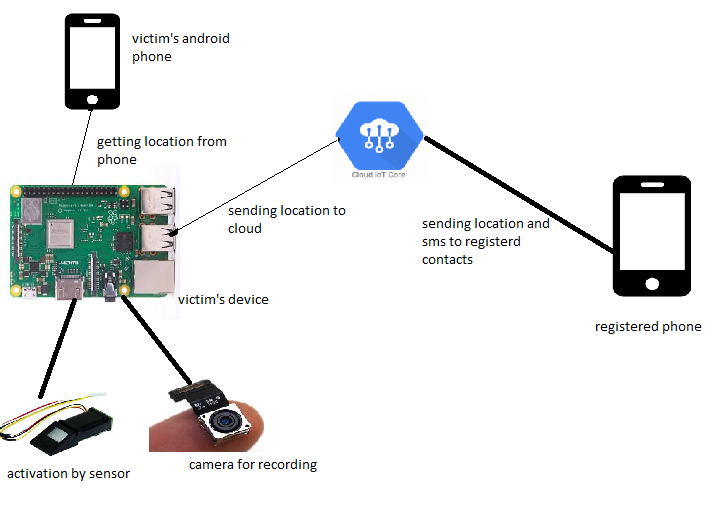 victim's android
phone
getting location from
phone
Cloud IoT Core
sending location to
cloud
sending location and
sms to registerd
contacts
HDMI
victim's device
registered phone
camera for recording
activation by sensor